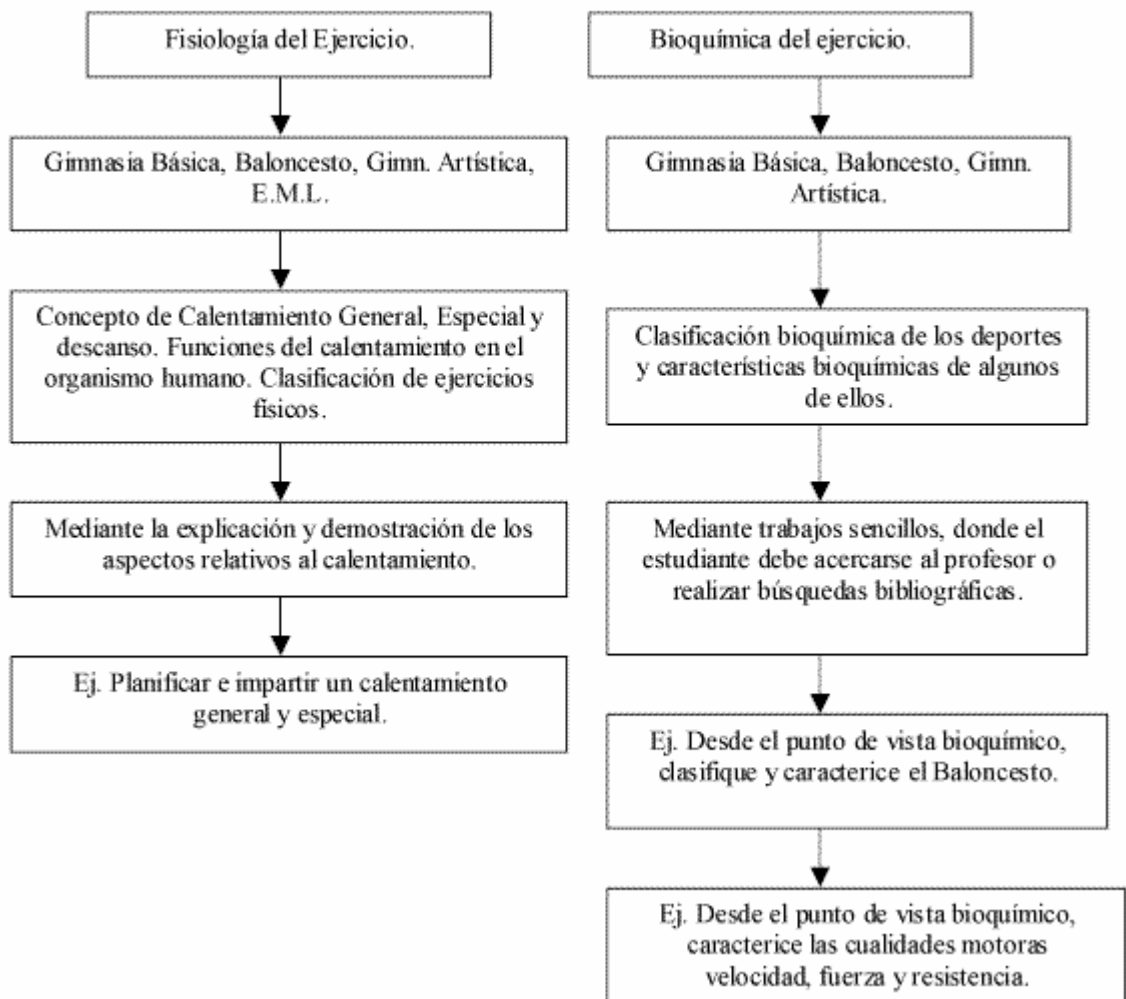 Fisiología del Ejercicio.
Gimnasia Básica, Baloncesto, Gimn. Artística,
E.M.L.
Concepto de Calentamiento General, Especial y
descanso. Funciones del calentamiento en el
organismo humano. Clasificación de ejercicios
físicos.
Mediante la explicación y demostración de los
aspectos relativos al calentamiento.
Ej. Planificar e impartir un calentamiento
general y especial.
Bioquímica del ejercicio.
Gimnasia Básica, Baloncesto, Gimn.
Artística.
Clasificación bioquímica de los deportes
y características bioquímicas de algunos
de ellos.
Mediante trabajos sencillos, donde el
estudiante debe acercarse al profesor o
realizar búsquedas bibliográficas.
Ej. Desde el punto de vista bioquímico,
clasifique y caracterice el Baloncesto.
Ej. Desde el punto de vista bioquímico,
caracterice las cualidades motoras
velocidad, fuerza y resistencia.